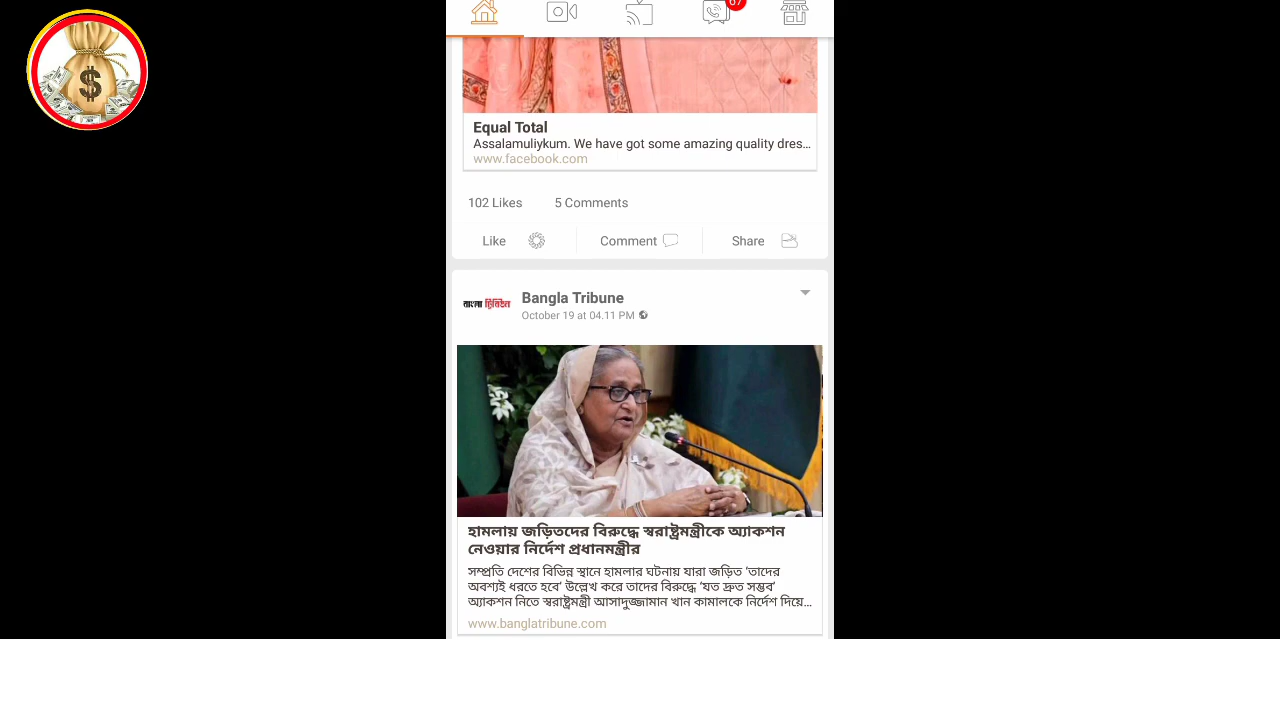 67
Equal Total
Assalamuliykum. We have got some amazing quality dres...
www.facebook.com
102 Likes 5 Comments
Like Comment Share
বাংলা ট্রিবিউন
Bangla Tribune
October 19 at 04.11 PM
হামলায় জড়িতদের বিরুদ্ধে স্বরাষ্ট্রমন্ত্রীকে অ্যাকশন
নেওয়ার নির্দেশ প্রধানমন্ত্রীর
সম্প্রতি দেশের বিভিন্ন স্থানে হামলার ঘটনায় যারা জড়িত ‘তাদের
অবশ্যই ধরতে হবে’ উল্লেখ করে তাদের বিরুদ্ধে ‘যত দ্রুত সম্ভব’
অ্যাকশন নিতে স্বরাষ্ট্রমন্ত্রী আসাদুজ্জামান খান কামালকে নির্দেশ দিয়ে...
www.banglatribune.com